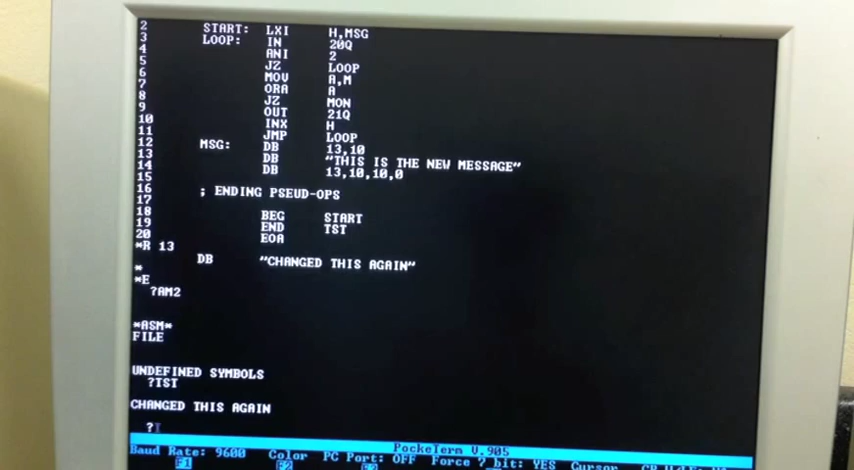 2 START: LXI H,MSG
3 LOOP: IN 20Q
4 ANI 2
5 JZ LOOP
6 MOV A,M
7 ORA A
8 JZ MON
9 OUT 21Q
10 INX H
11 JMP LOOP
12 MSG: DB 13,10
13 DB "THIS IS THE NEW MESSAGE"
14 DB 13,10,10,0
15
16 ; ENDING PSEUD-OPS
17
18 BEG START
19 END TST
20 EOA
*R 13
DB "CHANGED THIS AGAIN"
*
*E
?AM2
*ASM*
FILE
UNDEFINED SYMBOLS
?TST
CHANGED THIS AGAIN
?
PockeTerm V.905
Baud Rate: 9600 Color PC Port: OFF Force 7 bit: YES Cursor
F1 F2